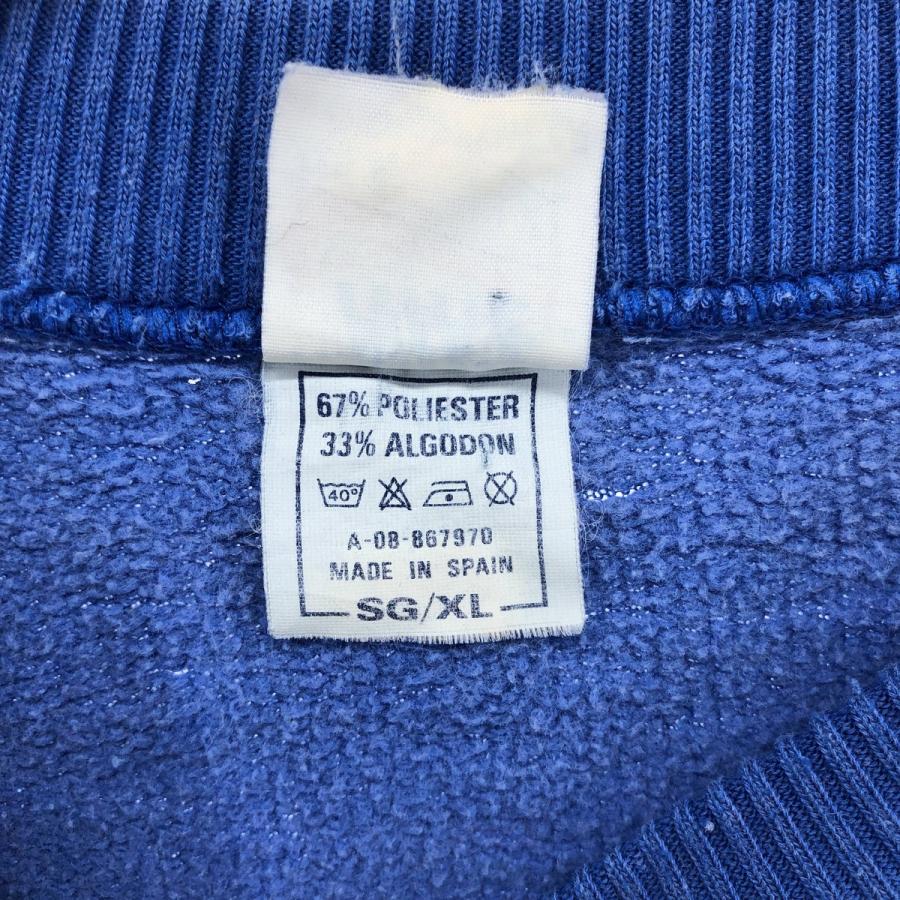 67% POLIESTER
33% ALGODON
40°
A-08-867970
MADE IN SPAIN
SG/XL